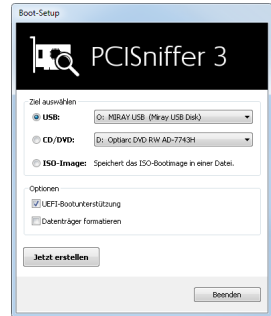 Boot-Setup
PCISniffer 3
Ziel auswählen
USB: O: MIRAY USB (Miray USB Disk)
CD/DVD: D: Optiarc DVD RW AD-7743H
ISO-Image: Speichert das ISO-Bootimage in einer Datei.
Optionen
UEFI-Bootunterstützung
Datenträger formatieren
Jetzt erstellen
Beenden